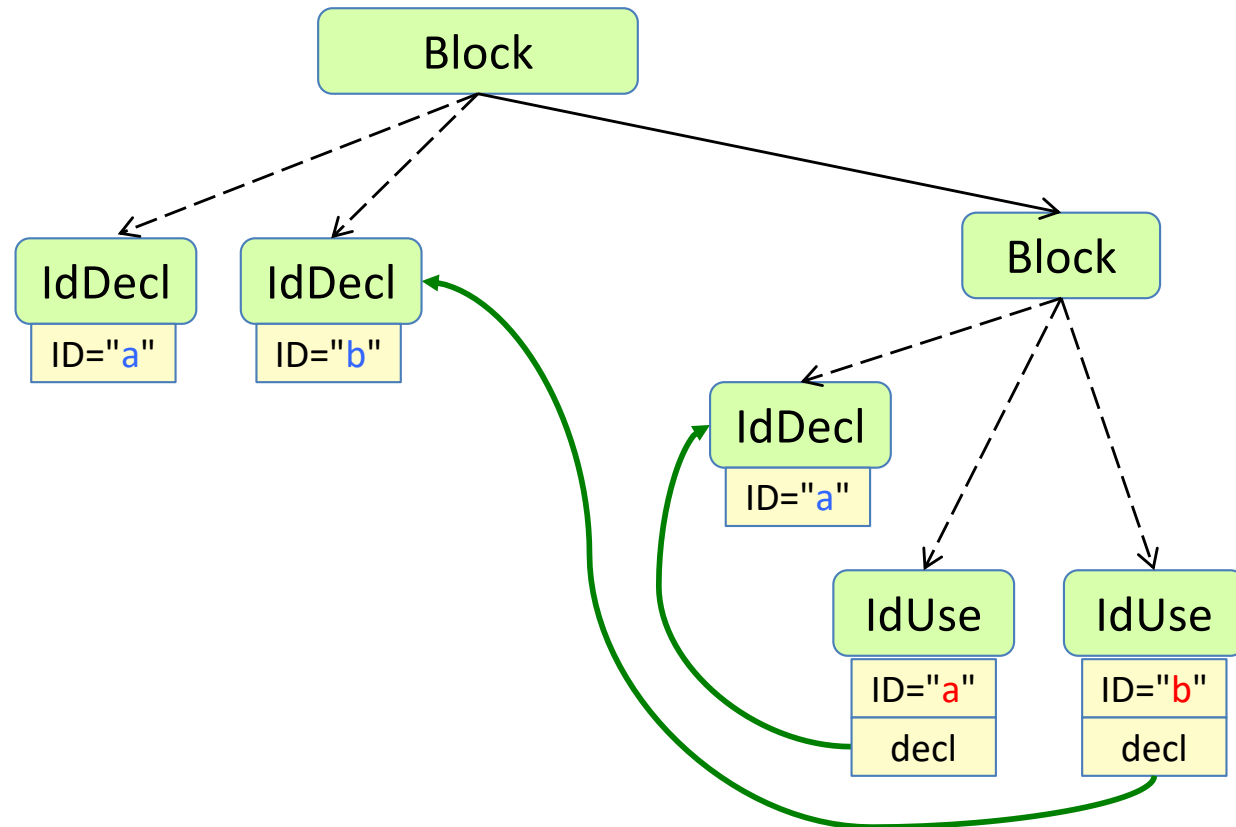 Block
Block
IdDecl
ID="a"
IdDecl
ID="b"
IdDecl
ID="a"
IdUse
ID="a"
decl
IdUse
ID="b"
decl